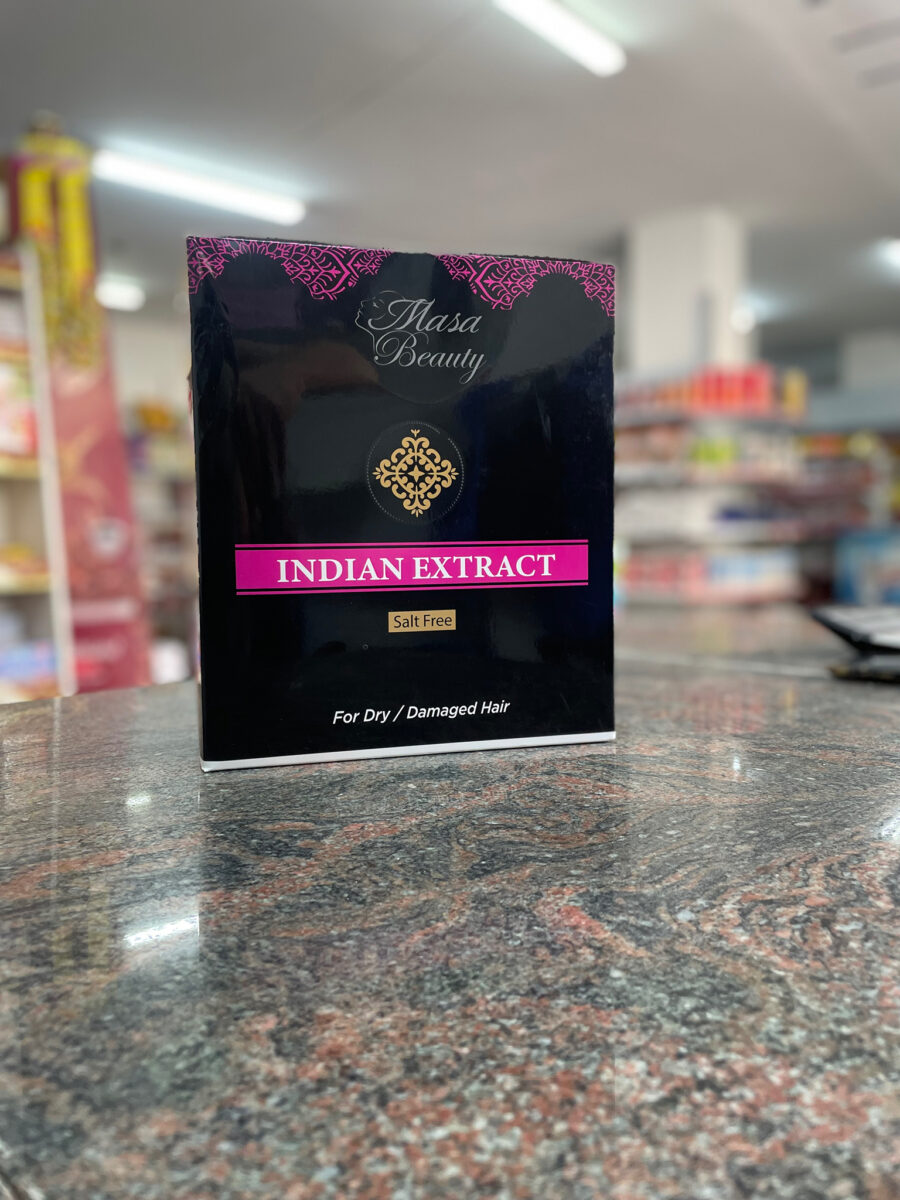 Masa
Beauty
INDIAN EXTRACT
Salt Free
For Dry / Damaged Hair